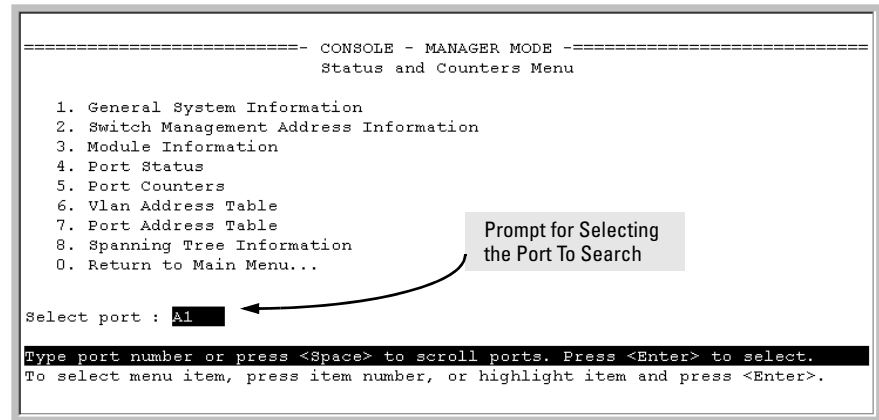 ==========================- CONSOLE - MANAGER MODE -============================
Status and Counters Menu
1. General System Information
2. Switch Management Address Information
3. Module Information
4. Port Status
5. Port Counters
6. Vlan Address Table
7. Port Address Table
8. Spanning Tree Information
0. Return to Main Menu...
Prompt for Selecting
the Port To Search
Select port : A1
Type port number or press <Space> to scroll ports. Press <Enter> to select.
To select menu item, press item number, or highlight item and press <Enter>.